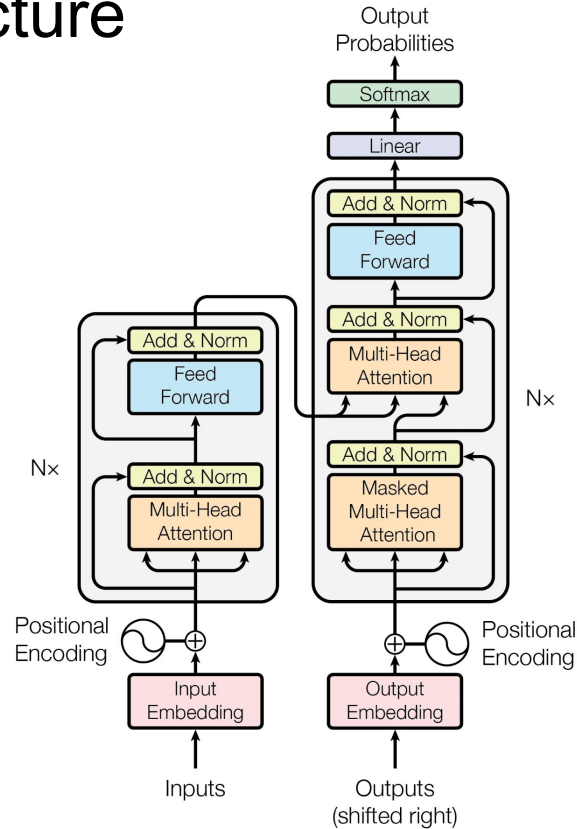 cture
Output
Probabilities
Softmax
Linear
Add & Norm
Feed
Forward
Add & Norm
Multi-Head
Attention
Add & Norm
Masked
Multi-Head
Attention
Nx
Add & Norm
Feed
Forward
Add & Norm
Multi-Head
Attention
Nx
Positional
Encoding
Positional
Encoding
Input
Embedding
Output
Embedding
Inputs
Outputs
(shifted right)